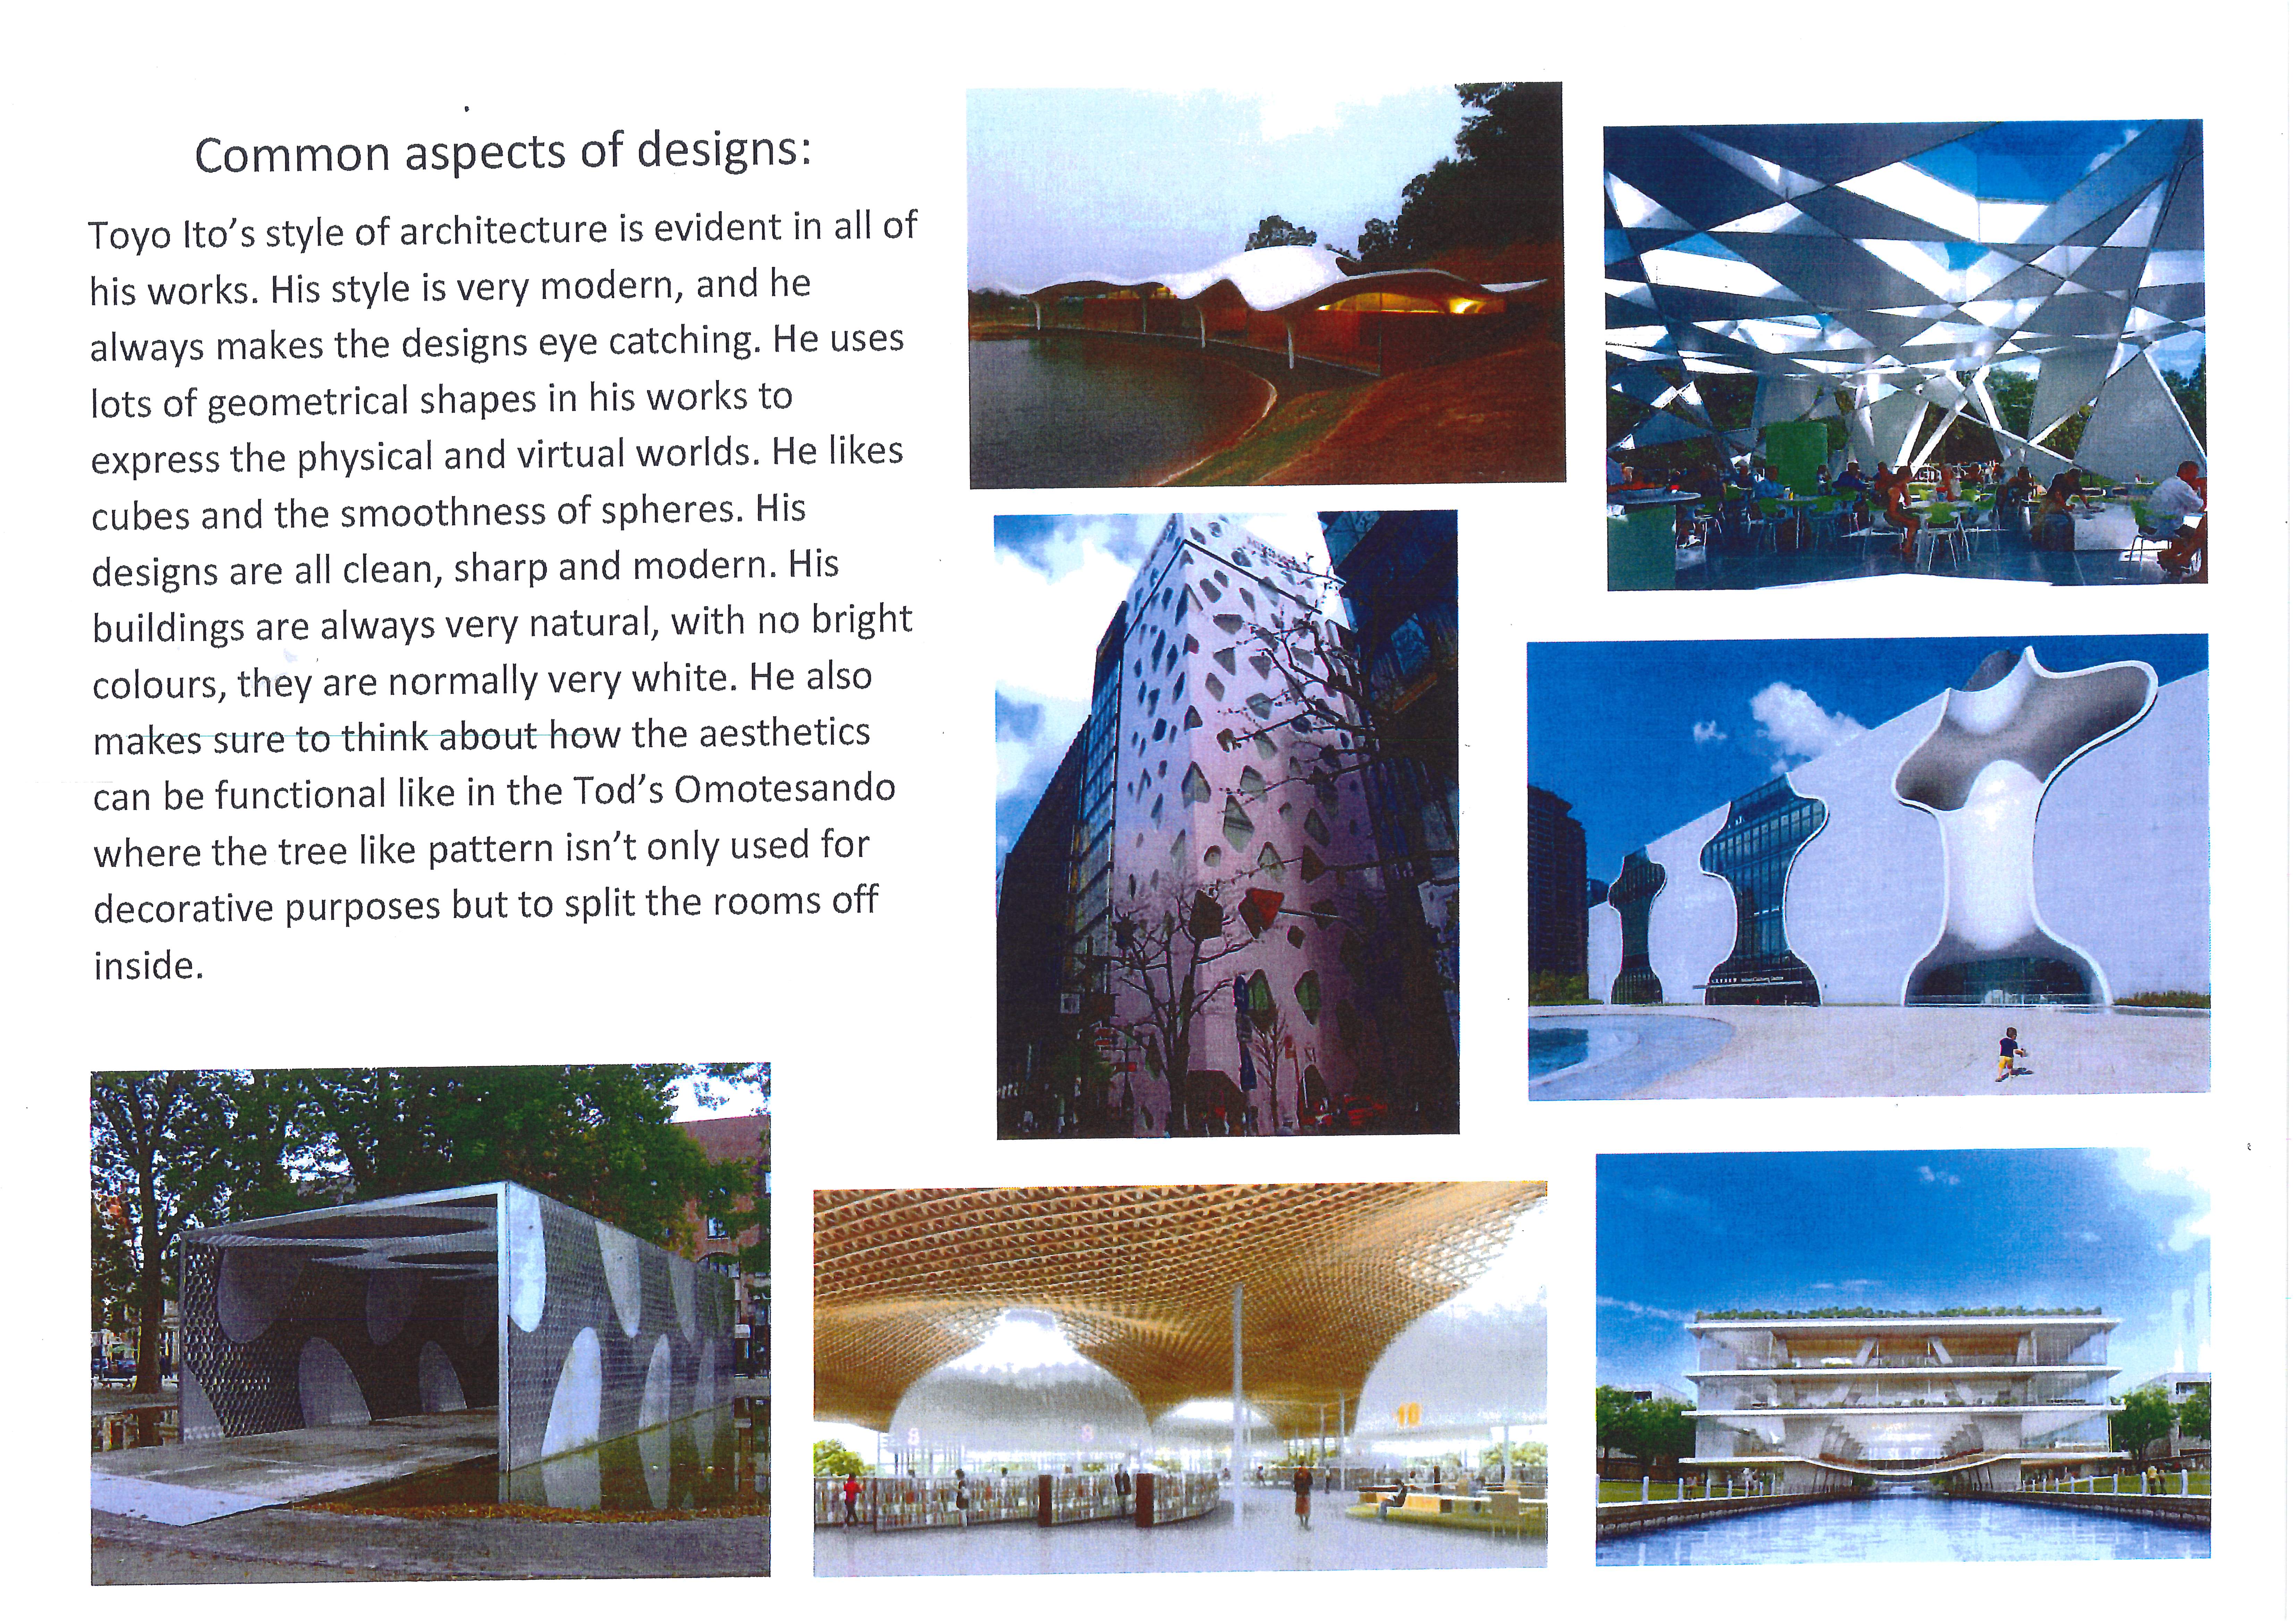 Common aspects of designs:
Toyo Ito's style of architecture is evident in all of
his works. His style is very modern, and he
always makes the designs eye catching. He uses
lots of geometrical shapes in his works to
express the physical and virtual worlds. He likes
cubes and the smoothness of spheres. His
designs are all clean, sharp and modern. His
buildings are always very natural, with no bright
colours, they are normally very white. He also
makes sure to think about how the aesthetics
can be functional like in the Tod's Omotesando
where the tree like pattern isn't only used for
decorative purposes but to split the rooms off
inside.
8
8
10